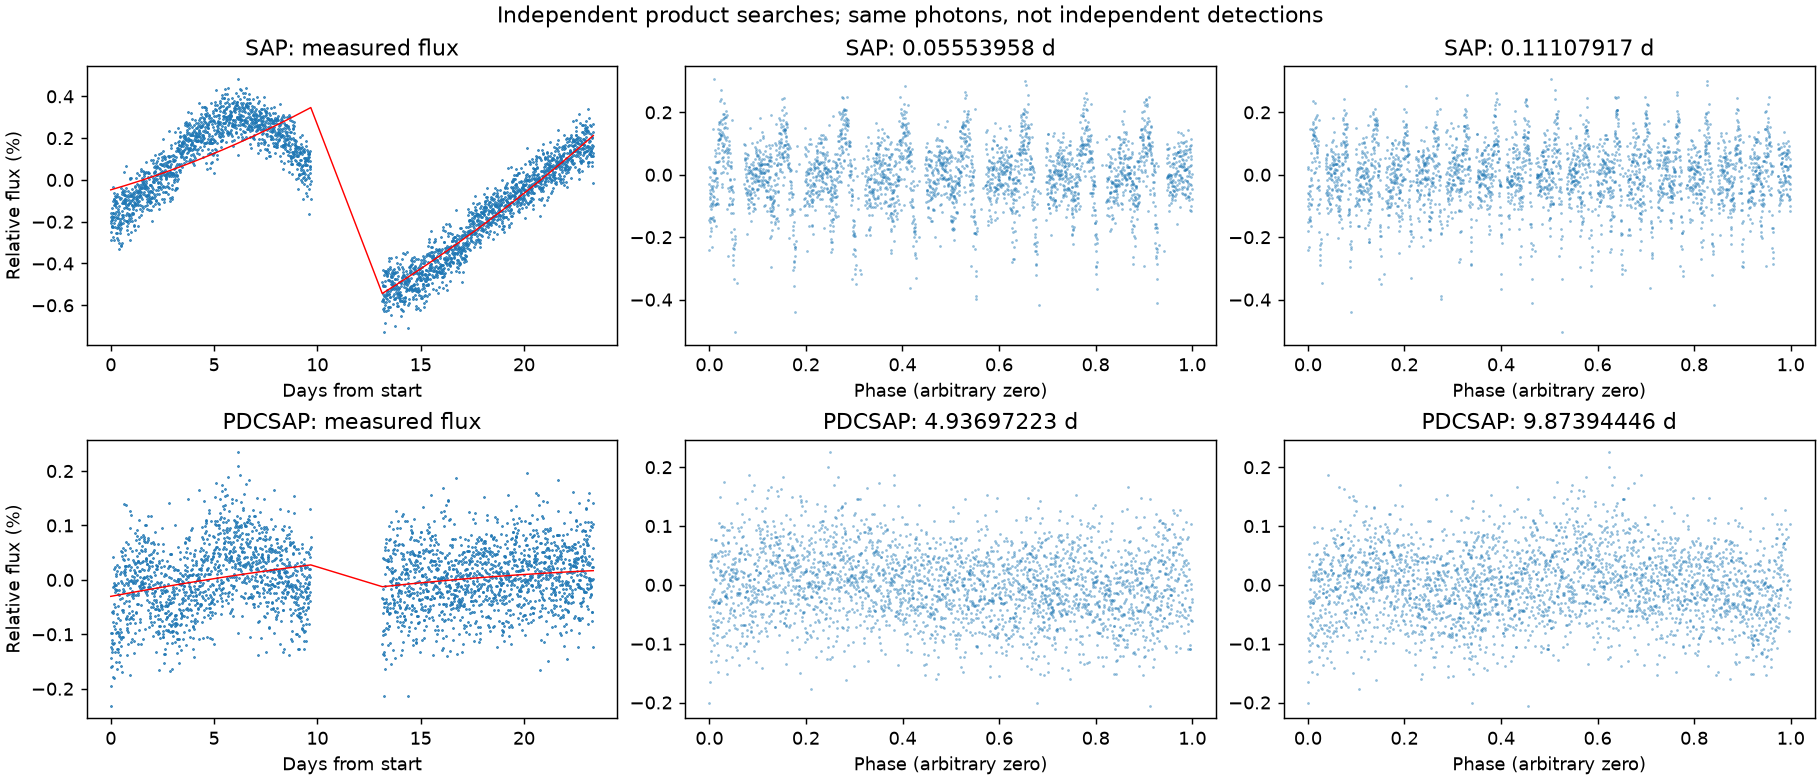 Independent product searches; same photons, not independent detections
SAP: measured flux
SAP: 0.05553958 d
SAP: 0.11107917 d
Relative flux (%)
0.4
0.2
0.0
−0.2
−0.4
−0.6
0 5 10 15 20
Days from start
0.2
0.0
−0.2
−0.4
0.0 0.2 0.4 0.6 0.8 1.0
Phase (arbitrary zero)
0.2
0.0
−0.2
−0.4
0.0 0.2 0.4 0.6 0.8 1.0
Phase (arbitrary zero)
PDCSAP: measured flux
PDCSAP: 4.93697223 d
PDCSAP: 9.87394446 d
Relative flux (%)
0.2
0.1
0.0
−0.1
−0.2
0 5 10 15 20
Days from start
0.2
0.1
0.0
−0.1
−0.2
0.0 0.2 0.4 0.6 0.8 1.0
Phase (arbitrary zero)
0.2
0.1
0.0
−0.1
−0.2
0.0 0.2 0.4 0.6 0.8 1.0
Phase (arbitrary zero)